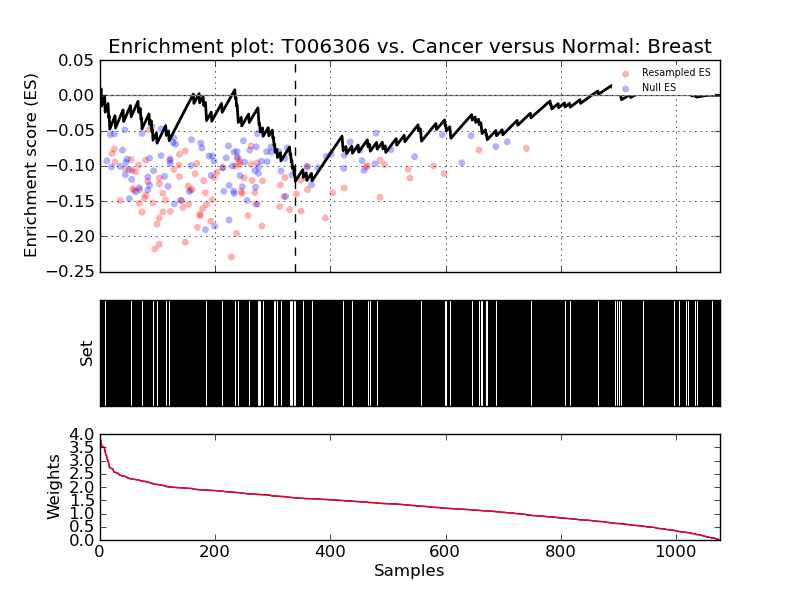 Enrichment plot: T006306 vs. Cancer versus Normal: Breast
Enrichment score (ES)
0.05
0.00
−0.05
−0.10
−0.15
−0.20
−0.25
Resampled ES
Null ES
Set
Weights
4.0
3.5
3.0
2.5
2.0
1.5
1.0
0.5
0.0
0 200 400 600 800 1000
Samples